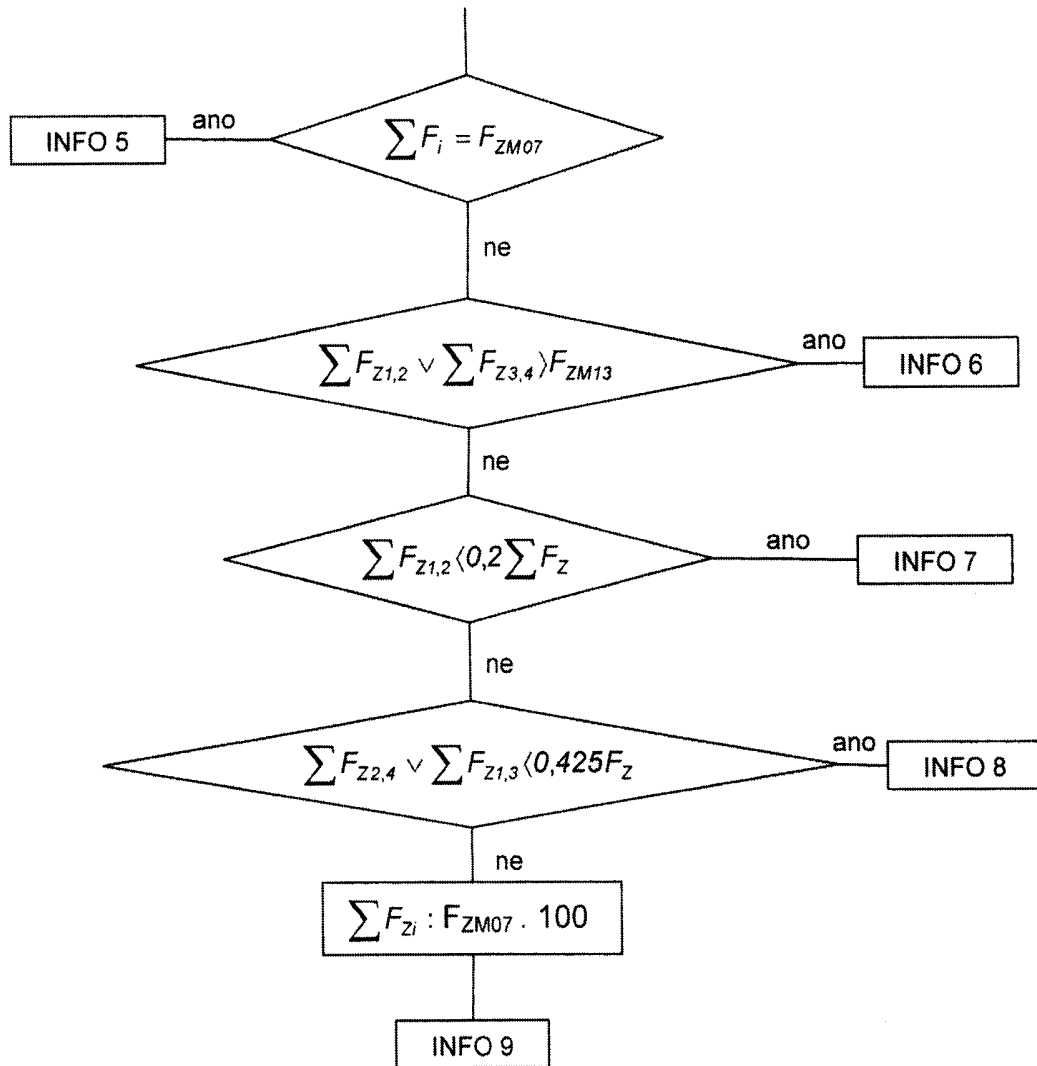 ano
INFO 5
∑ F_i = F_ZM07
ne
∑ F_Z1,2 ∨ ∑ F_Z3,4 ⟩ F_ZM13
ano
INFO 6
ne
∑ F_Z1,2 ⟨ 0,2 ∑ F_Z
ano
INFO 7
ne
∑ F_Z2,4 ∨ ∑ F_Z1,3 ⟨ 0,425 F_Z
ano
INFO 8
ne
∑ F_Zi : F_ZM07 . 100
INFO 9